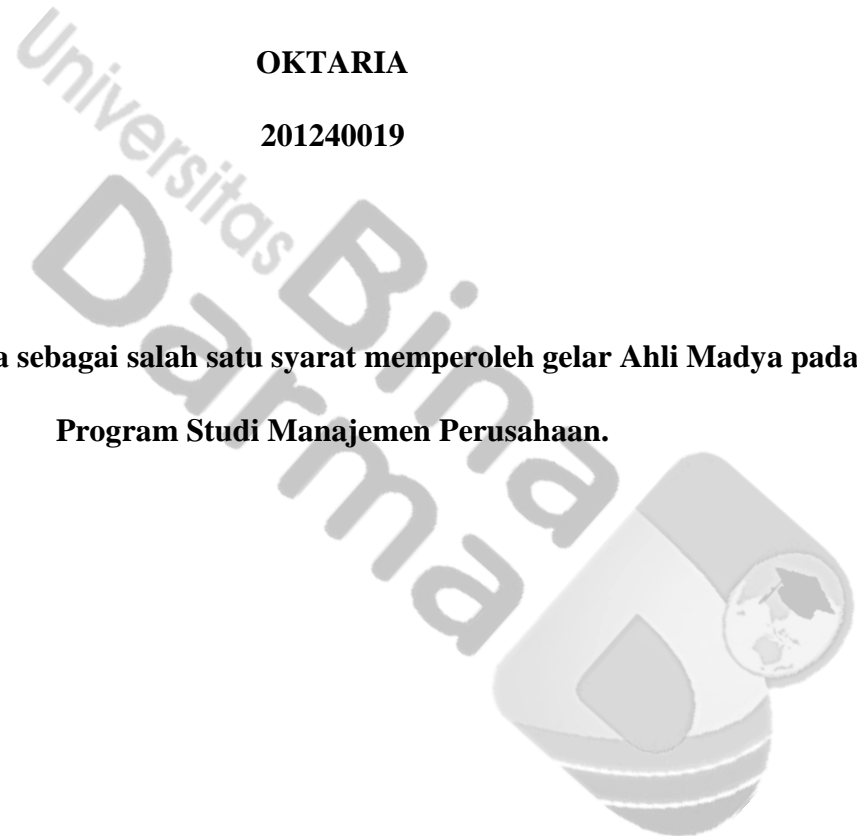 Universitas
Bina
Darma
OKTARIA
201240019
a sebagai salah satu syarat memperoleh gelar Ahli Madya pada
Program Studi Manajemen Perusahaan.